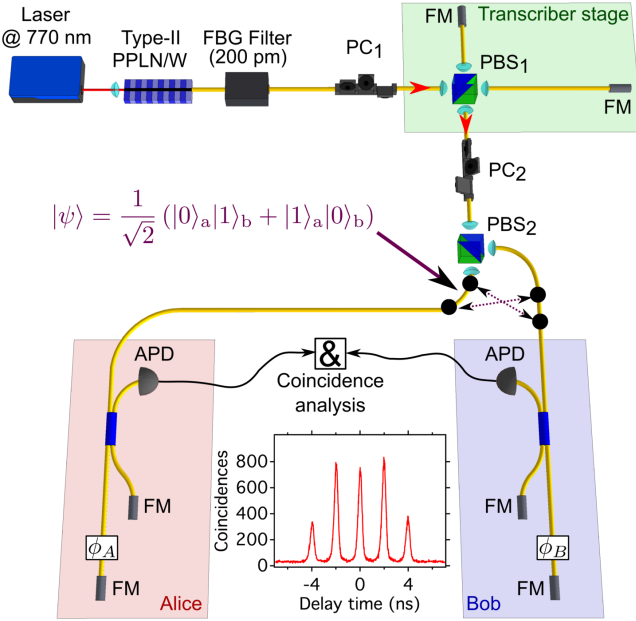 Laser
@ 770 nm
Type-II
PPLN/W
FBG Filter
(200 pm)
PC1
FM
Transcriber stage
PBS1
FM
PC2
|ψ⟩ = 1/√2 (|0⟩a|1⟩b + |1⟩a|0⟩b)
PBS2
APD
&
Coincidence
analysis
APD
FM
ϕA
FM
Alice
Coincidences
800
600
400
200
0
-4
0
4
Delay time (ns)
FM
ϕB
FM
Bob